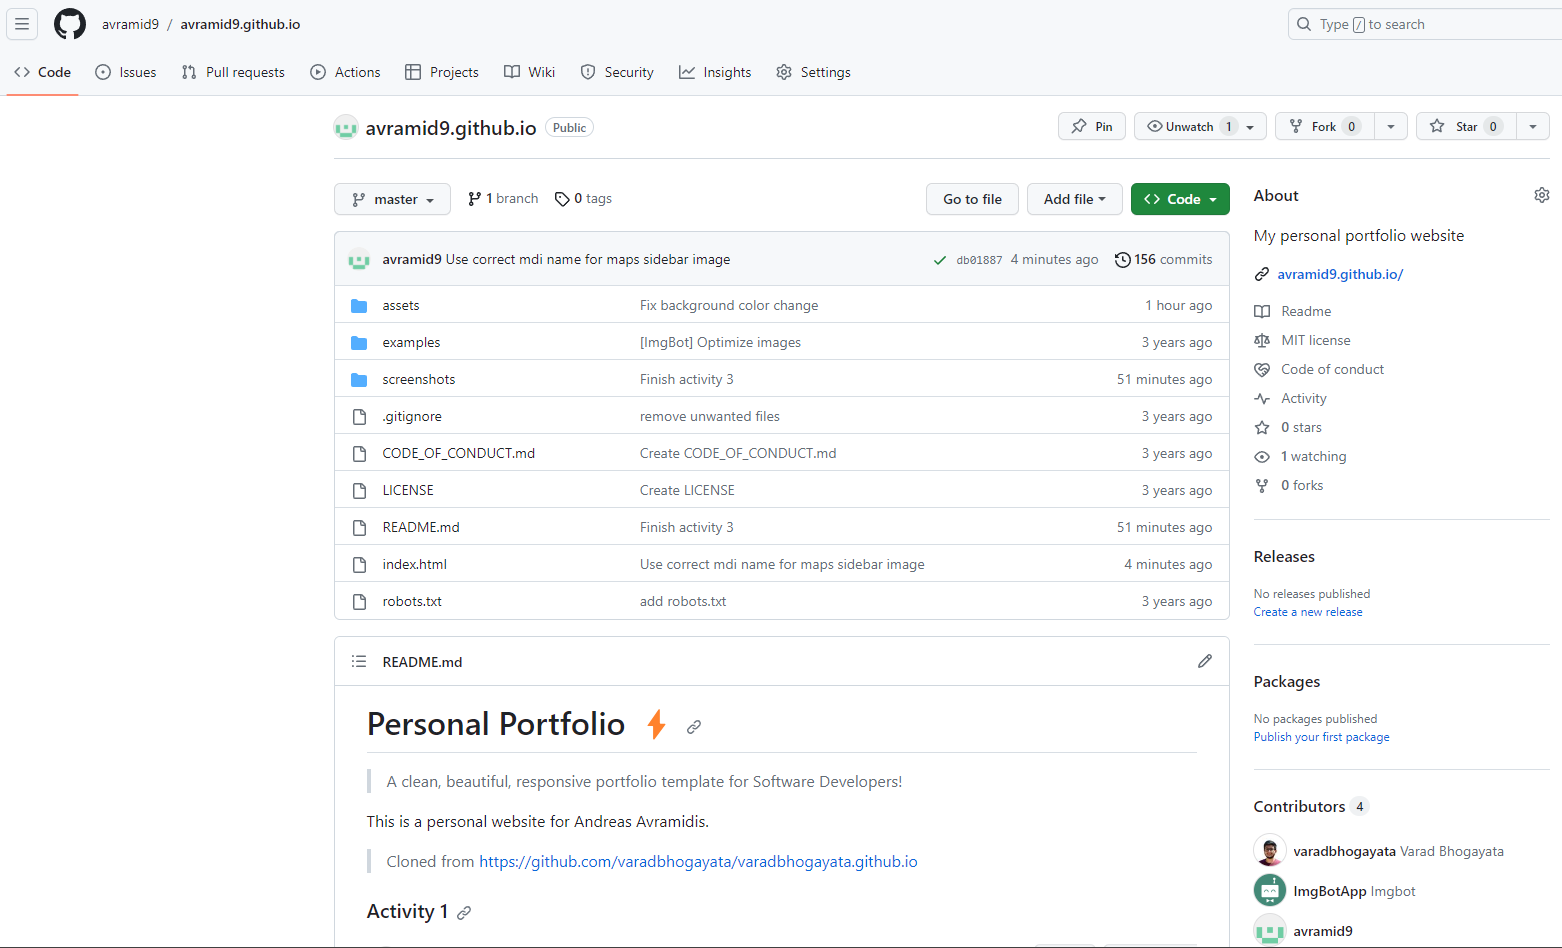 avramid9 / avramid9.github.io
Type / to search
Code Issues Pull requests Actions Projects Wiki Security Insights Settings
avramid9.github.io Public
Pin Unwatch 1 Fork 0 Star 0
master 1 branch 0 tags Go to file Add file Code
avramid9 Use correct mdi name for maps sidebar image db01887 4 minutes ago 156 commits
assets Fix background color change 1 hour ago
examples [ImgBot] Optimize images 3 years ago
screenshots Finish activity 3 51 minutes ago
.gitignore remove unwanted files 3 years ago
CODE_OF_CONDUCT.md Create CODE_OF_CONDUCT.md 3 years ago
LICENSE Create LICENSE 3 years ago
README.md Finish activity 3 51 minutes ago
index.html Use correct mdi name for maps sidebar image 4 minutes ago
robots.txt add robots.txt 3 years ago
README.md
Personal Portfolio
A clean, beautiful, responsive portfolio template for Software Developers!
This is a personal website for Andreas Avramidis.
Cloned from https://github.com/varadbhogayata/varadbhogayata.github.io
Activity 1
About
My personal portfolio website
avramid9.github.io/
Readme
MIT license
Code of conduct
Activity
0 stars
1 watching
0 forks
Releases
No releases published
Create a new release
Packages
No packages published
Publish your first package
Contributors 4
varadbhogayata Varad Bhogayata
ImgBotApp Imgbot
avramid9